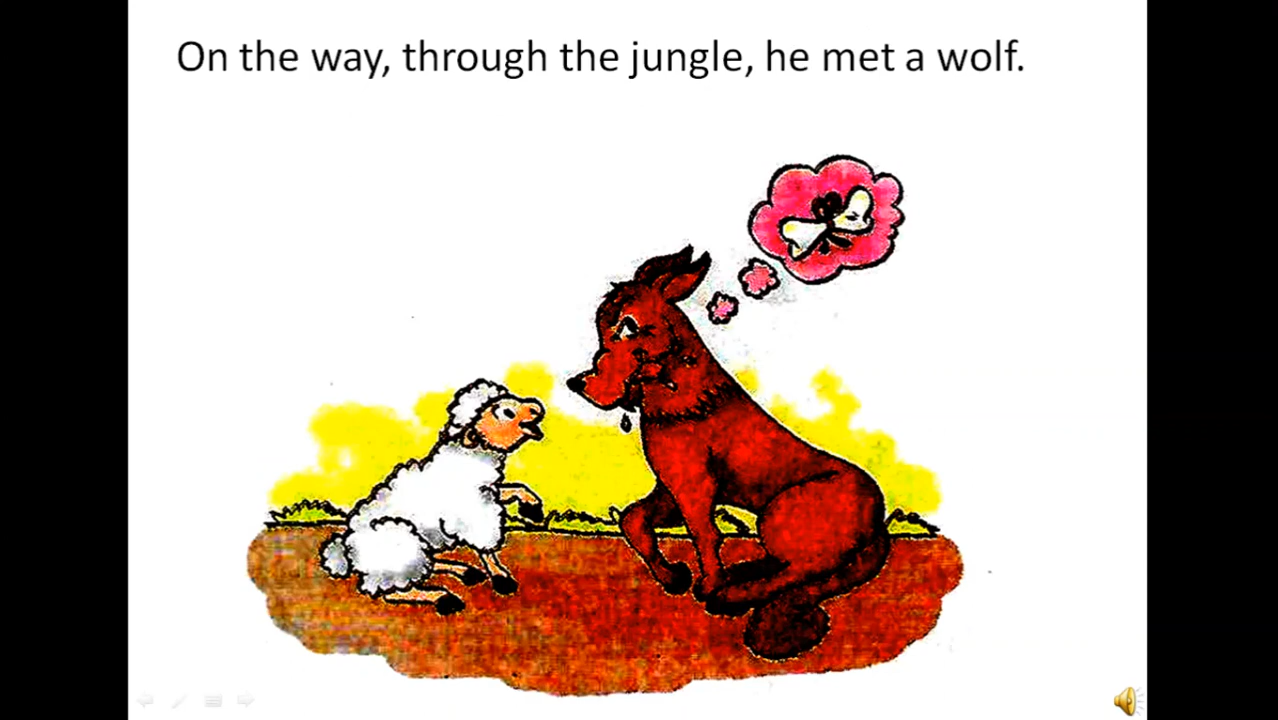 On the way, through the jungle, he met a wolf.